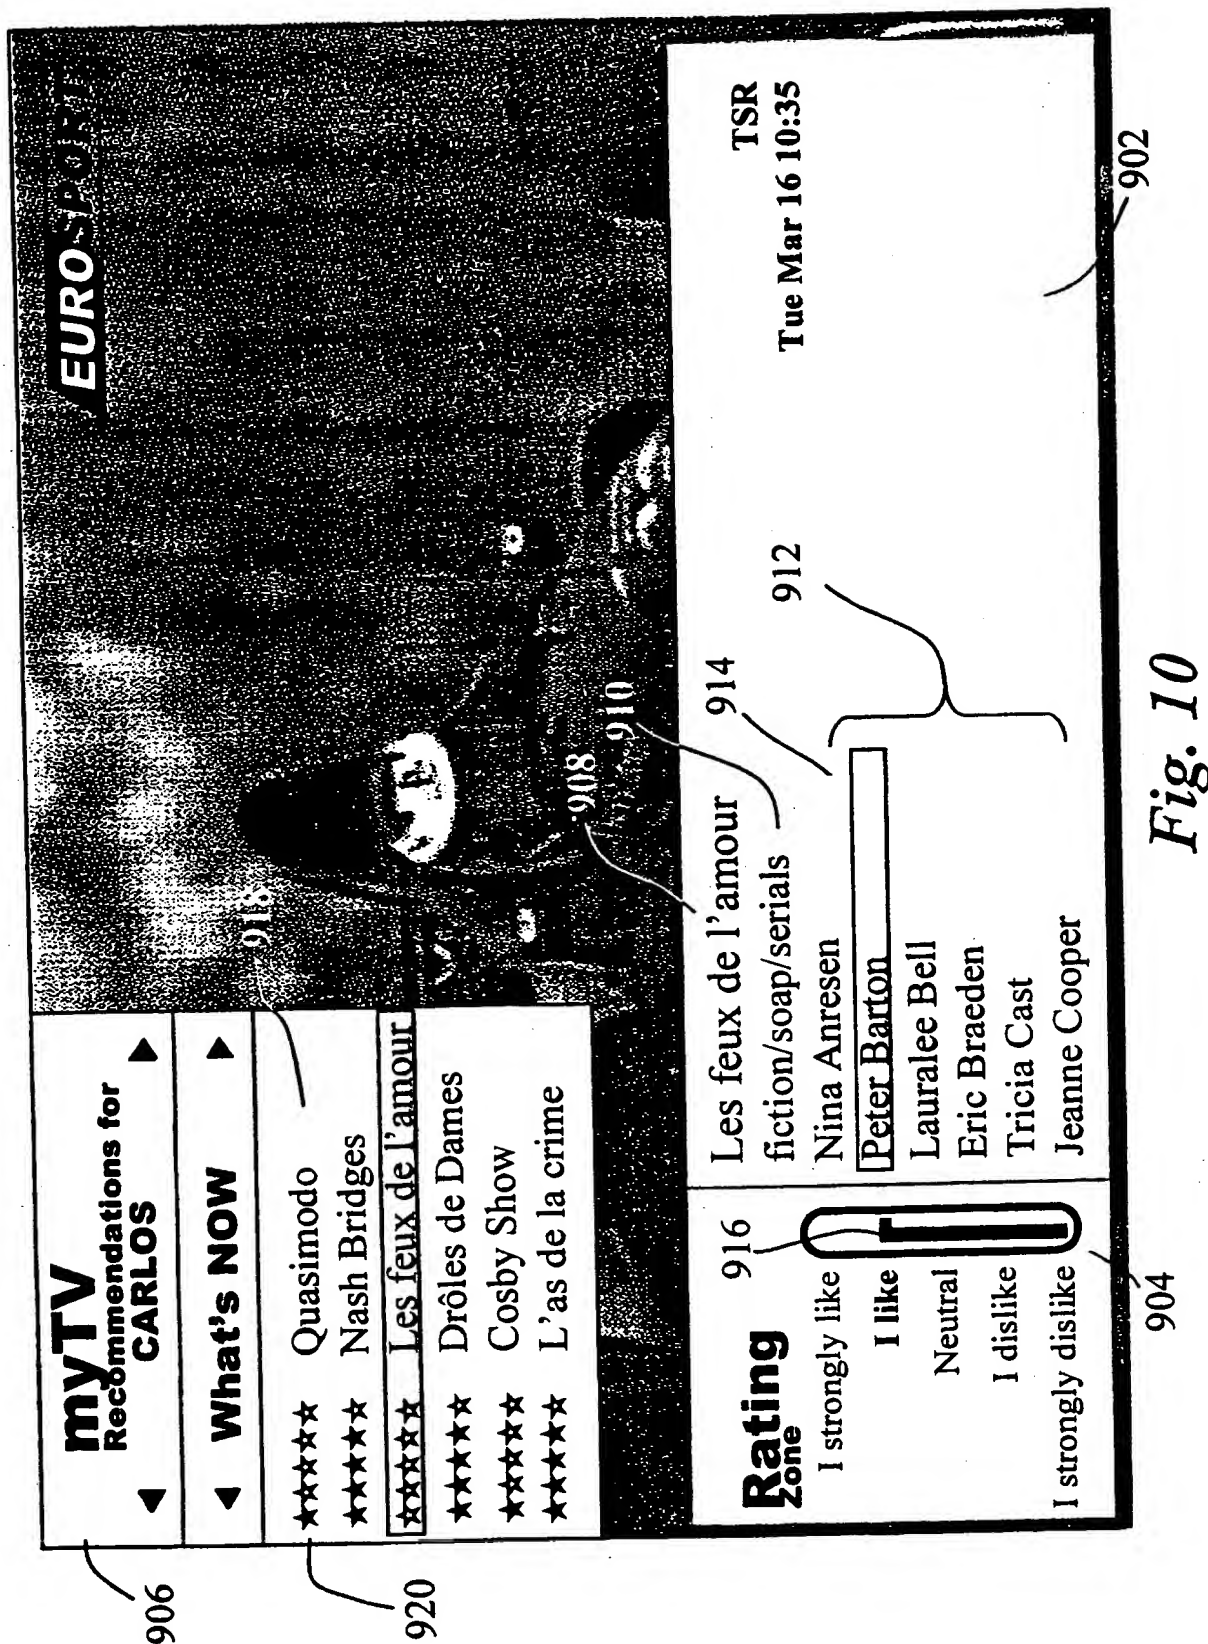 906
myTV
Recommendations for
CARLOS
What's NOW
920
★★★★☆ Quasimodo
★★★★★ Nash Bridges
Les feux de l'amour
★★★★★ Drôles de Dames
Cosby Show
★★★★★ L'as de la crime
918
EUROSPORT
908
910
914
912
Rating
zone
916
I strongly like
I like
Neutral
I dislike
I strongly dislike
904
Les feux de l'amour
fiction/soap/serials
Nina Anresen
Peter Barton
Lauralee Bell
Eric Braeden
Tricia Cast
Jeanne Cooper
TSR
Tue Mar 16 10:35
902
Fig. 10